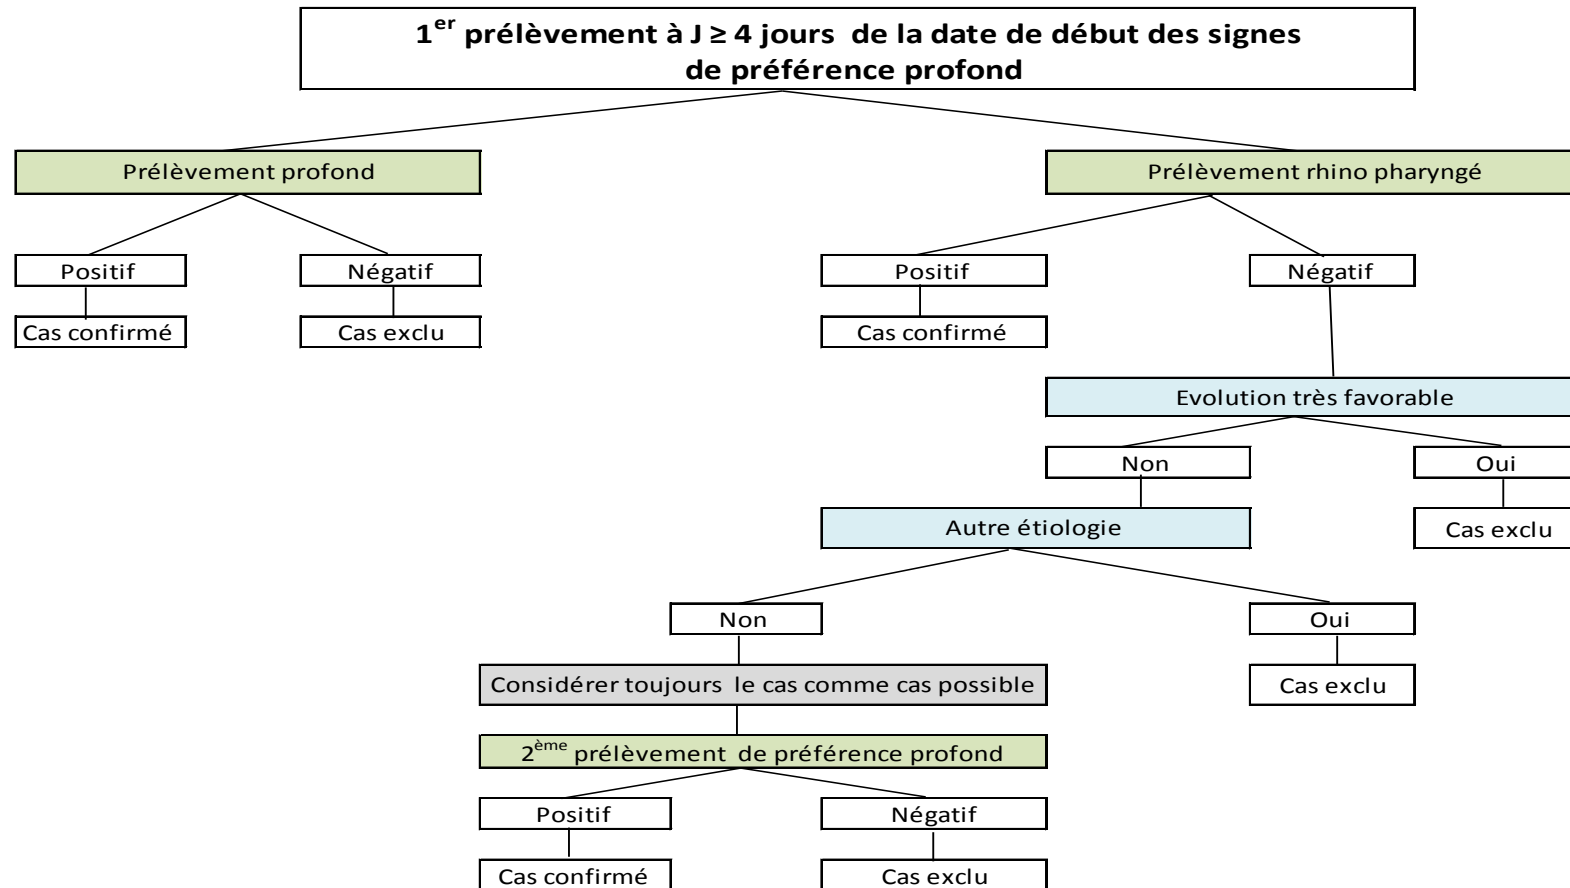 1er prélèvement à J ≥ 4 jours de la date de début des signes
de préférence profond
Prélèvement profond
Prélèvement rhino pharyngé
Positif
Négatif
Positif
Négatif
Cas confirmé
Cas exclu
Cas confirmé
Evolution très favorable
Non
Oui
Autre étiologie
Cas exclu
Non
Oui
Considérer toujours le cas comme cas possible
Cas exclu
2ème prélèvement de préférence profond
Positif
Négatif
Cas confirmé
Cas exclu